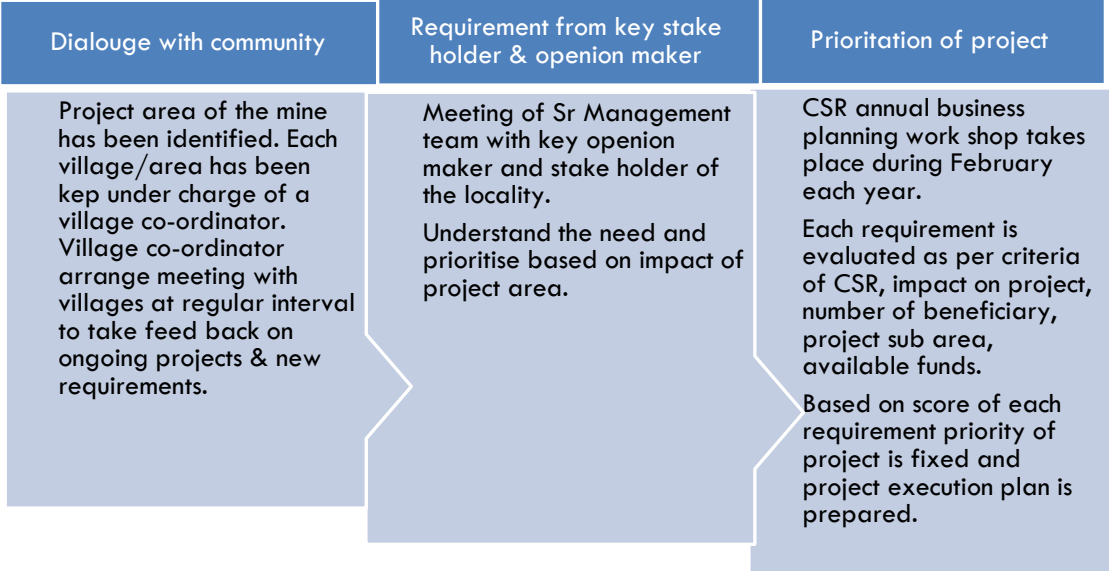 Dialouge with community
Project area of the mine
has been identified. Each
village/area has been
kep under charge of a
village co-ordinator.
Village co-ordinator
arrange meeting with
villages at regular interval
to take feed back on
ongoing projects & new
requirements.
Requirement from key stake
holder & openion maker
Meeting of Sr Management
team with key openion
maker and stake holder of
the locality.
Understand the need and
prioritise based on impact of
project area.
Prioritation of project
CSR annual business
planning work shop takes
place during February
each year.
Each requirement is
evaluated as per criteria
of CSR, impact on project,
number of beneficiary,
project sub area,
available funds.
Based on score of each
requirement priority of
project is fixed and
project execution plan is
prepared.